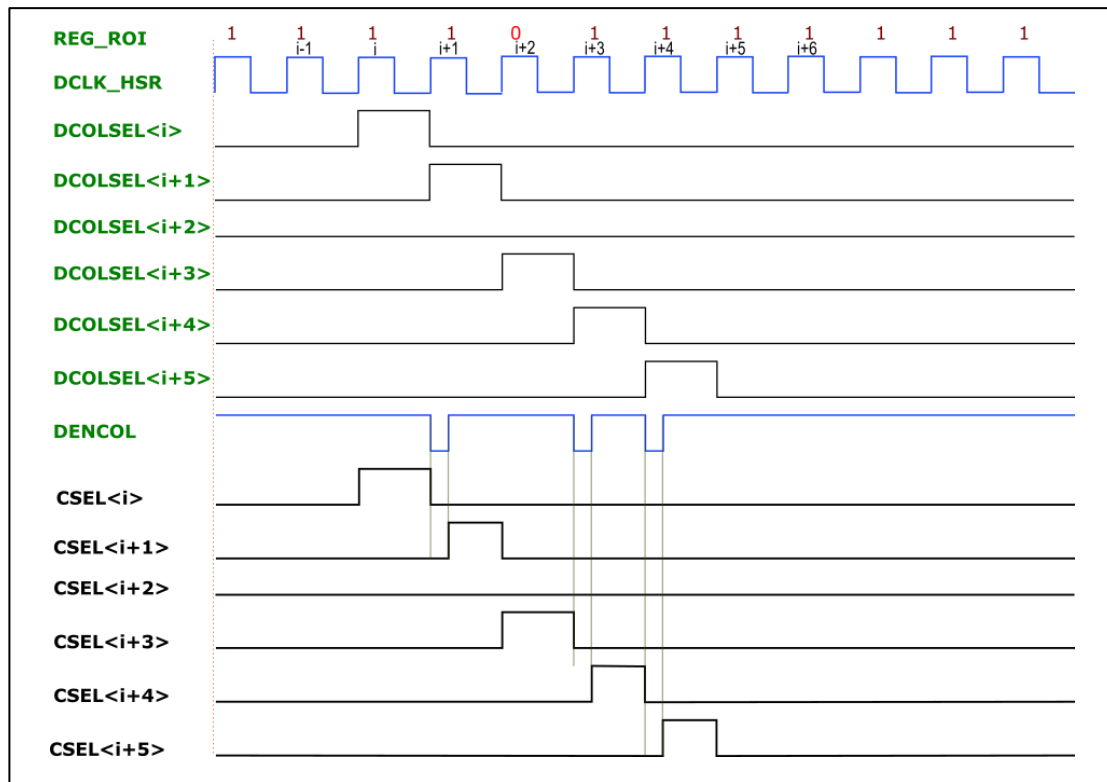 REG_ROI 1 1 1 1 0 1 1 1 1 1 1 1
i-1 i i+1 i+2 i+3 i+4 i+5 i+6
DCLK_HSR
DCOLSEL<i>
DCOLSEL<i+1>
DCOLSEL<i+2>
DCOLSEL<i+3>
DCOLSEL<i+4>
DCOLSEL<i+5>
DENCOL
CSEL<i>
CSEL<i+1>
CSEL<i+2>
CSEL<i+3>
CSEL<i+4>
CSEL<i+5>